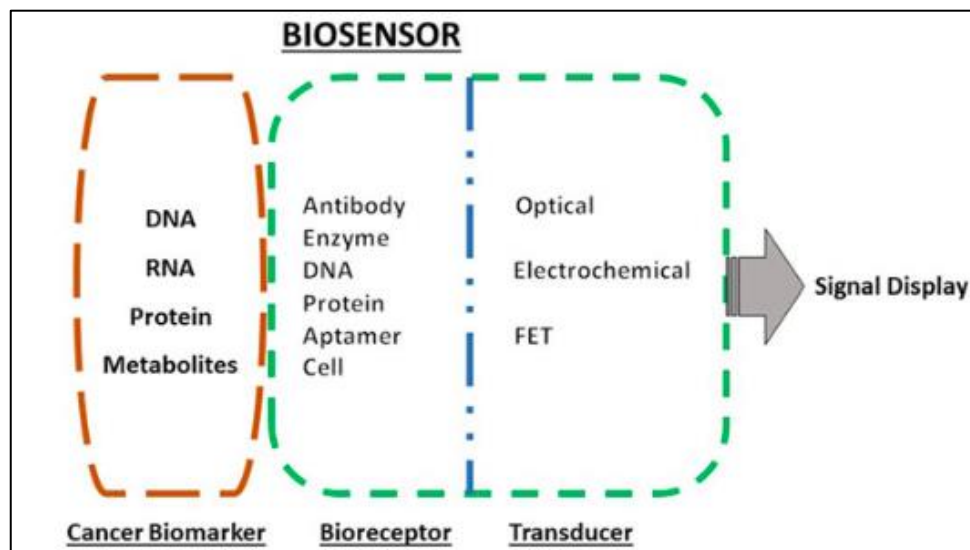 BIOSENSOR
DNA
RNA
Protein
Metabolites
Antibody
Enzyme
DNA
Protein
Aptamer
Cell
Optical
Electrochemical
FET
Signal Display
Cancer Biomarker
Bioreceptor
Transducer